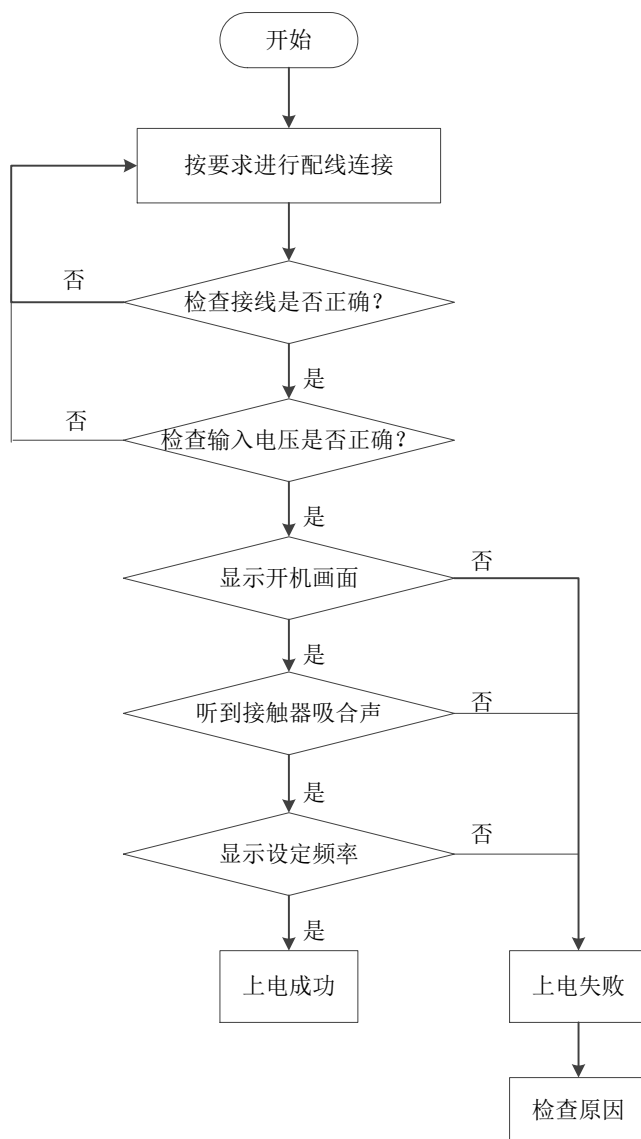 开始
按要求进行配线连接
否
检查接线是否正确?
是
否
检查输入电压是否正确?
是
显示开机画面
否
是
听到接触器吸合声
否
是
显示设定频率
否
是
上电成功
上电失败
检查原因